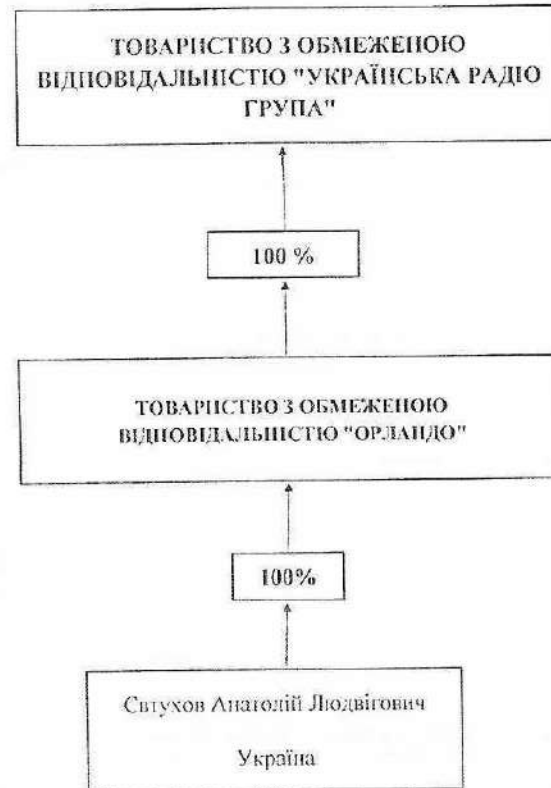 ТОВАРИСТВО З ОБМЕЖЕНОЮ
ВІДПОВІДАЛЬНІСТЮ "УКРАЇНСЬКА РАДІО
ГРУПА"
100 %
ТОВАРИСТВО З ОБМЕЖЕНОЮ
ВІДПОВІДАЛЬНІСТЮ "ОРЛАНДО"
100%
Євтухов Анатолій Людвігович
Україна